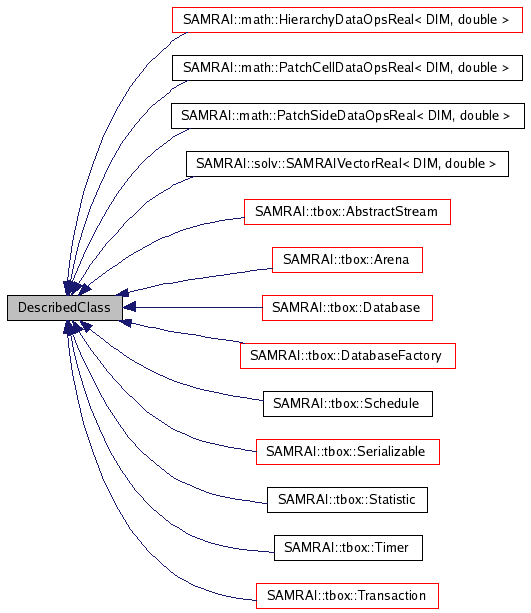 SAMRAI::math::HierarchyDataOpsReal< DIM, double >
SAMRAI::math::PatchCellDataOpsReal< DIM, double >
SAMRAI::math::PatchSideDataOpsReal< DIM, double >
SAMRAI::solv::SAMRAIVectorReal< DIM, double >
SAMRAI::tbox::AbstractStream
SAMRAI::tbox::Arena
DescribedClass
SAMRAI::tbox::Database
SAMRAI::tbox::DatabaseFactory
SAMRAI::tbox::Schedule
SAMRAI::tbox::Serializable
SAMRAI::tbox::Statistic
SAMRAI::tbox::Timer
SAMRAI::tbox::Transaction